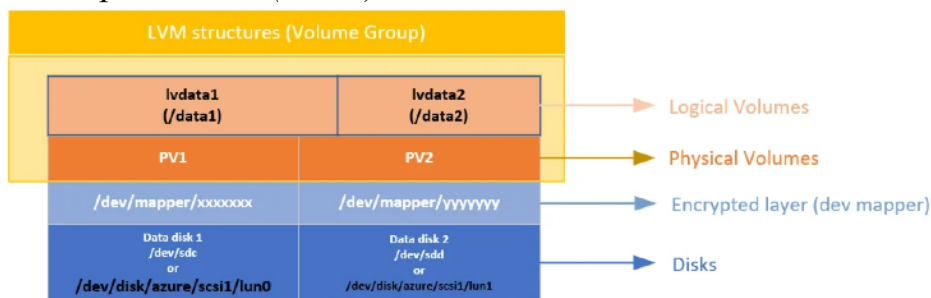 LVM structures (Volume Group)
lvdata1
(/data1)
lvdata2
(/data2)
Logical Volumes
PV1
PV2
Physical Volumes
/dev/mapper/xxxxxxx
/dev/mapper/yyyyyyy
Encrypted layer (dev mapper)
Data disk 1
/dev/sdc
or
/dev/disk/azure/scsi1/lun0
Data disk 2
/dev/sdd
or
/dev/disk/azure/scsi1/lun1
Disks